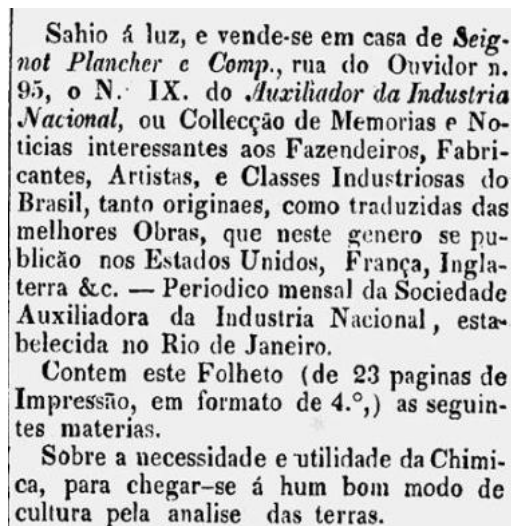 Sahio á luz, e vende-se em casa de Seig-
not Plancher e Comp., rua do Ouvidor n.
95, o N. IX. do Auxiliador da Industria
Nacional, ou Collecção de Memorias e No-
ticias interessantes aos Fazendeiros, Fabri-
cantes, Artistas, e Classes Industriosas do
Brasil, tanto originaes, como traduzidas das
melhores Obras, que neste genero se pu-
blicão nos Estados Unidos, França, Ingla-
terra &c. — Periodico mensal da Sociedade
Auxiliadora da Industria Nacional, esta-
belecida no Rio de Janeiro.
Contem este Folheto (de 23 paginas de
Impressão, em formato de 4.°,) as seguin-
tes materias.
Sobre a necessidade e utilidade da Chimi-
ca, para chegar-se á hum bom modo de
cultura pela analise das terras.